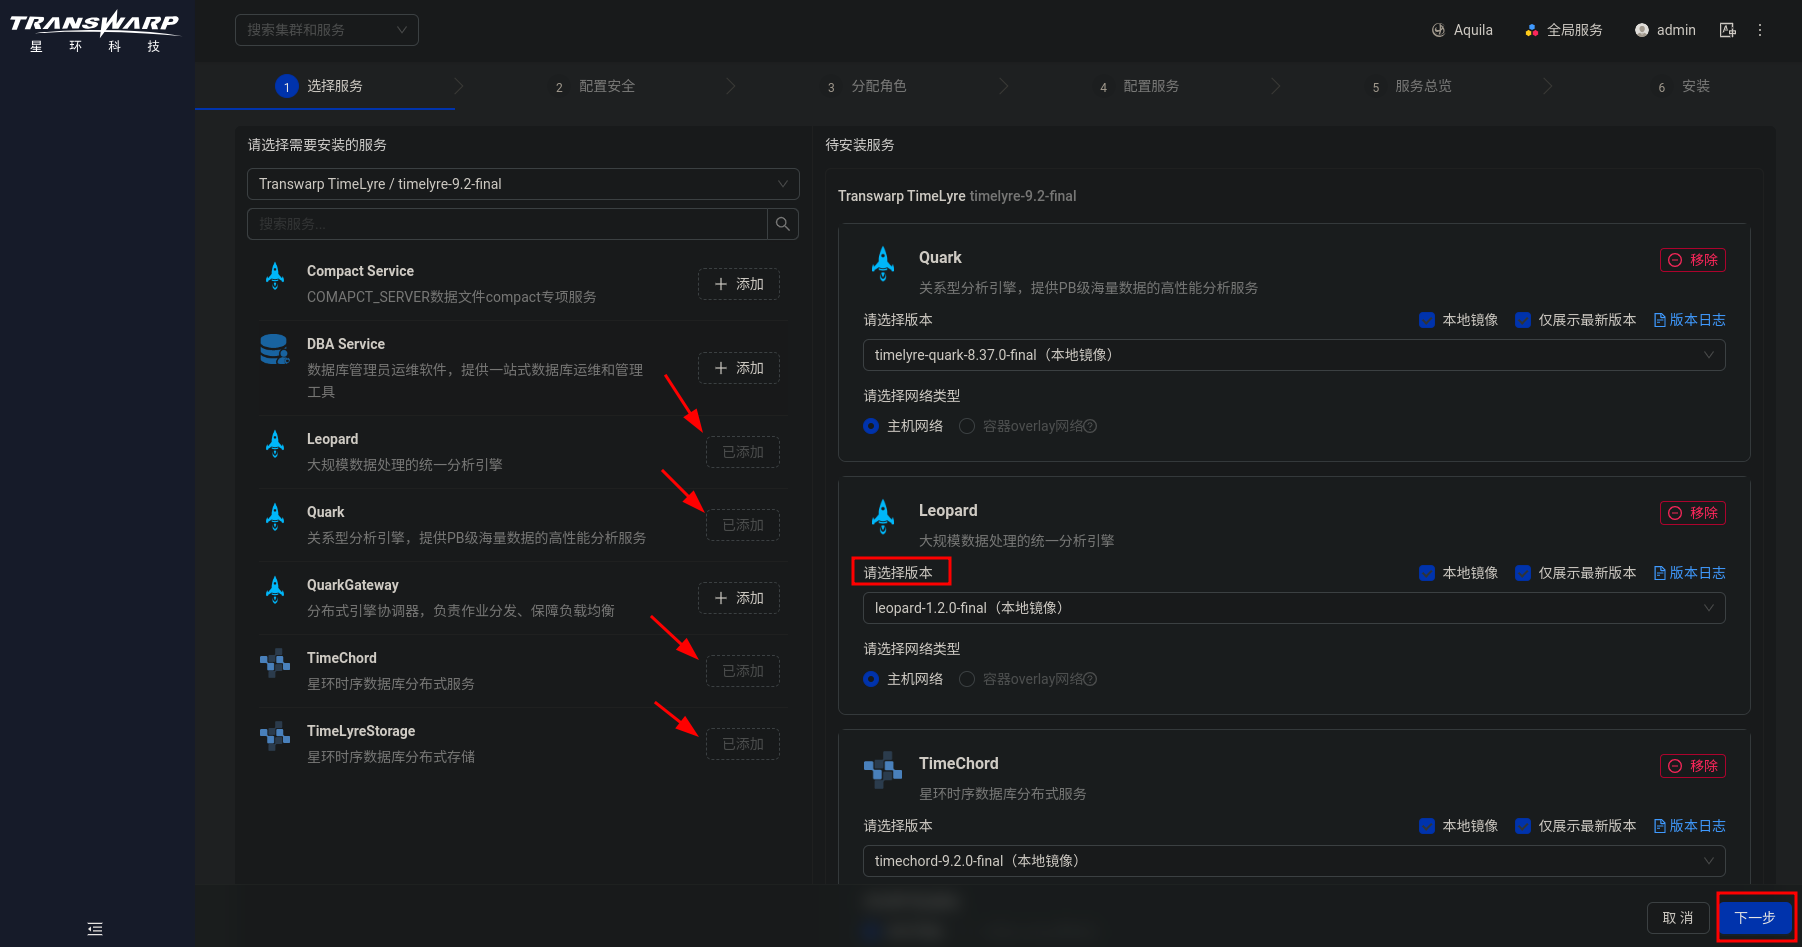 TRANSWARP
星 环 科 技
搜索集群和服务
Aquila
全局服务
admin
1 选择服务
2 配置安全
3 分配角色
4 配置服务
5 服务总览
6 安装
请选择需要安装的服务
Transwarp TimeLyre / timelyre-9.2-final
搜索服务...
Compact Service
COMAPCT_SERVER数据文件compact专项服务
添加
DBA Service
数据库管理员运维软件，提供一站式数据库运维和管理
工具
添加
Leopard
大规模数据处理的统一分析引擎
已添加
Quark
关系型分析引擎，提供PB级海量数据的高性能分析服务
已添加
QuarkGateway
分布式引擎协调器，负责作业分发、保障负载均衡
添加
TimeChord
星环时序数据库分布式服务
已添加
TimeLyreStorage
星环时序数据库分布式存储
已添加
待安装服务
Transwarp TimeLyre timelyre-9.2-final
Quark
移除
关系型分析引擎，提供PB级海量数据的高性能分析服务
请选择版本
本地镜像 仅展示最新版本 版本日志
timelyre-quark-8.37.0-final（本地镜像）
请选择网络类型
主机网络 容器overlay网络
Leopard
移除
大规模数据处理的统一分析引擎
请选择版本
本地镜像 仅展示最新版本 版本日志
leopard-1.2.0-final（本地镜像）
请选择网络类型
主机网络 容器overlay网络
TimeChord
移除
星环时序数据库分布式服务
请选择版本
本地镜像 仅展示最新版本 版本日志
timechord-9.2.0-final（本地镜像）
取 消
下一步